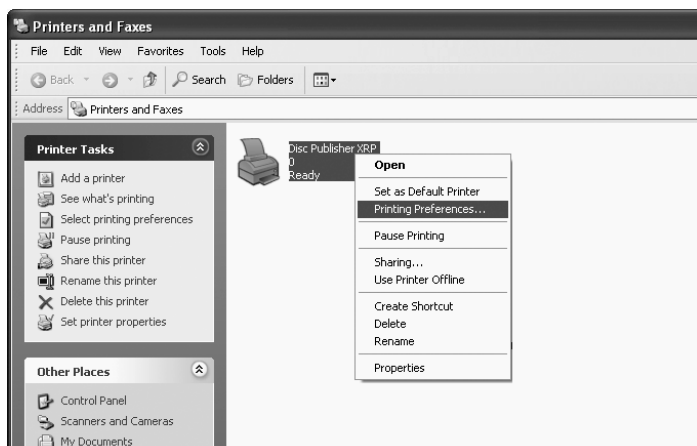 Printers and Faxes
File Edit View Favorites Tools Help
Back Search Folders
Address Printers and Faxes
Printer Tasks
Add a printer
See what's printing
Select printing preferences
Pause printing
Share this printer
Rename this printer
Delete this printer
Set printer properties
Other Places
Control Panel
Scanners and Cameras
My Documents
Disc Publisher XRP
0
Ready
Open
Set as Default Printer
Printing Preferences...
Pause Printing
Sharing...
Use Printer Offline
Create Shortcut
Delete
Rename
Properties